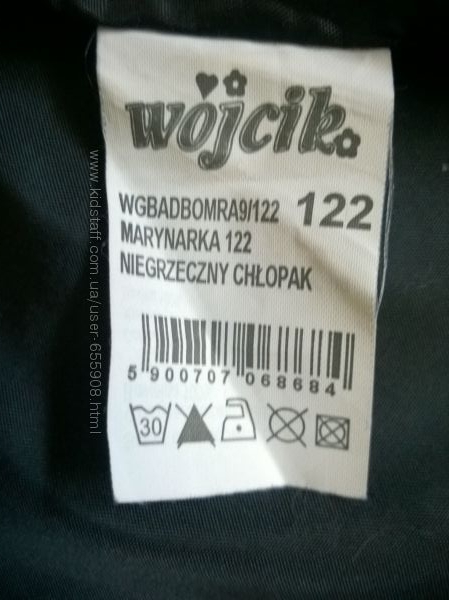 wójcik
WGBADBOMRA9/122 122
MARYNARKA 122
NIEGRZECZNY CHŁOPAK
5 900707 068684
30
www.kidstaff.com.ua/user-655908.html